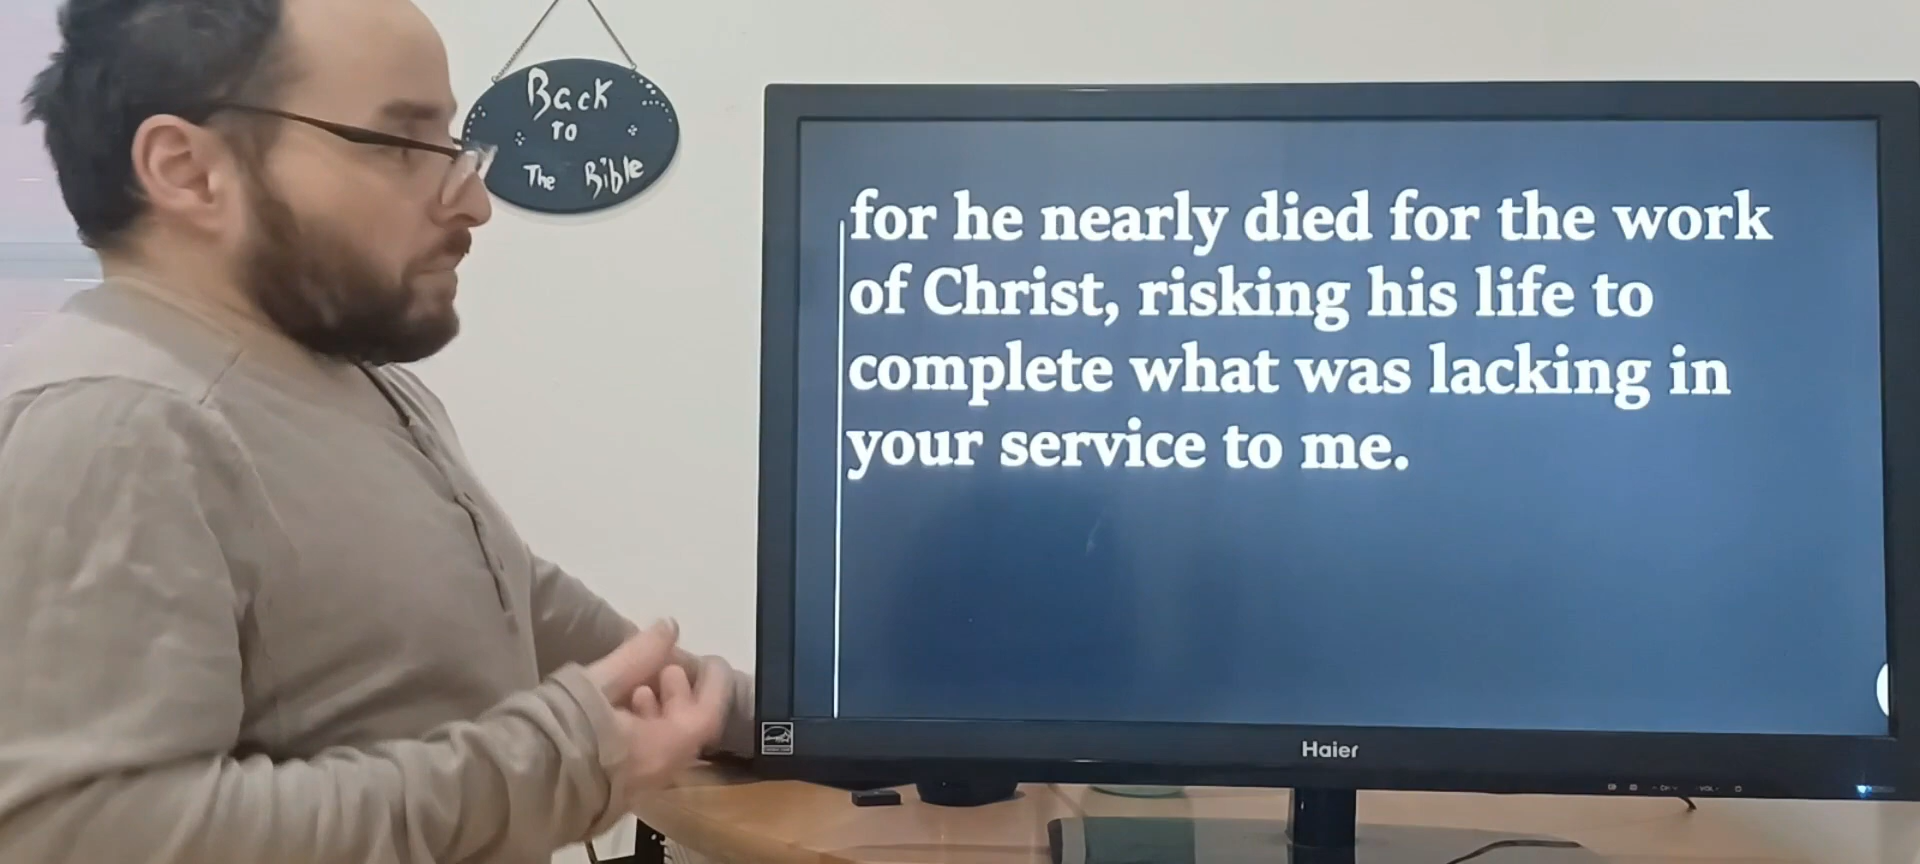 Back
TO
The Bible
for he nearly died for the work
of Christ, risking his life to
complete what was lacking in
your service to me.
Haier